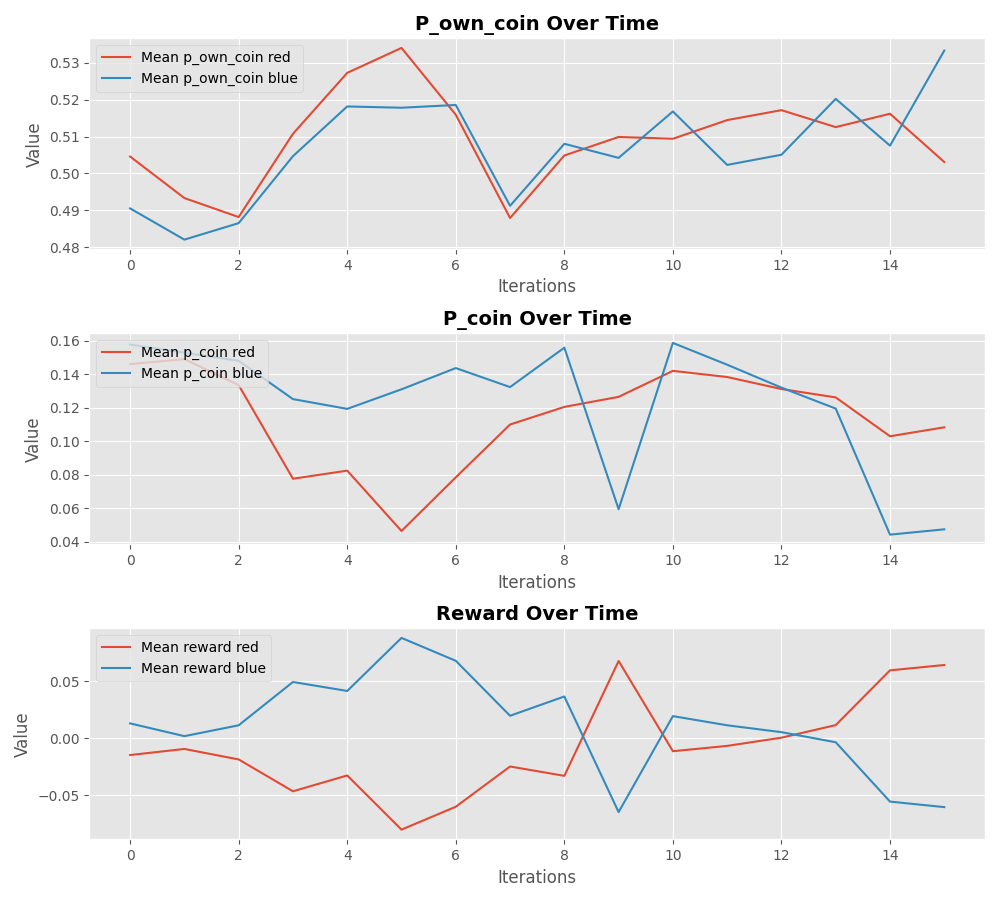 P_own_coin Over Time
Mean p_own_coin red
Mean p_own_coin blue
0.53
0.52
0.51
0.50
0.49
0.48
Value
0 2 4 6 8 10 12 14
Iterations
P_coin Over Time
Mean p_coin red
Mean p_coin blue
0.16
0.14
0.12
0.10
0.08
0.06
0.04
Value
0 2 4 6 8 10 12 14
Iterations
Reward Over Time
Mean reward red
Mean reward blue
0.05
0.00
−0.05
Value
0 2 4 6 8 10 12 14
Iterations